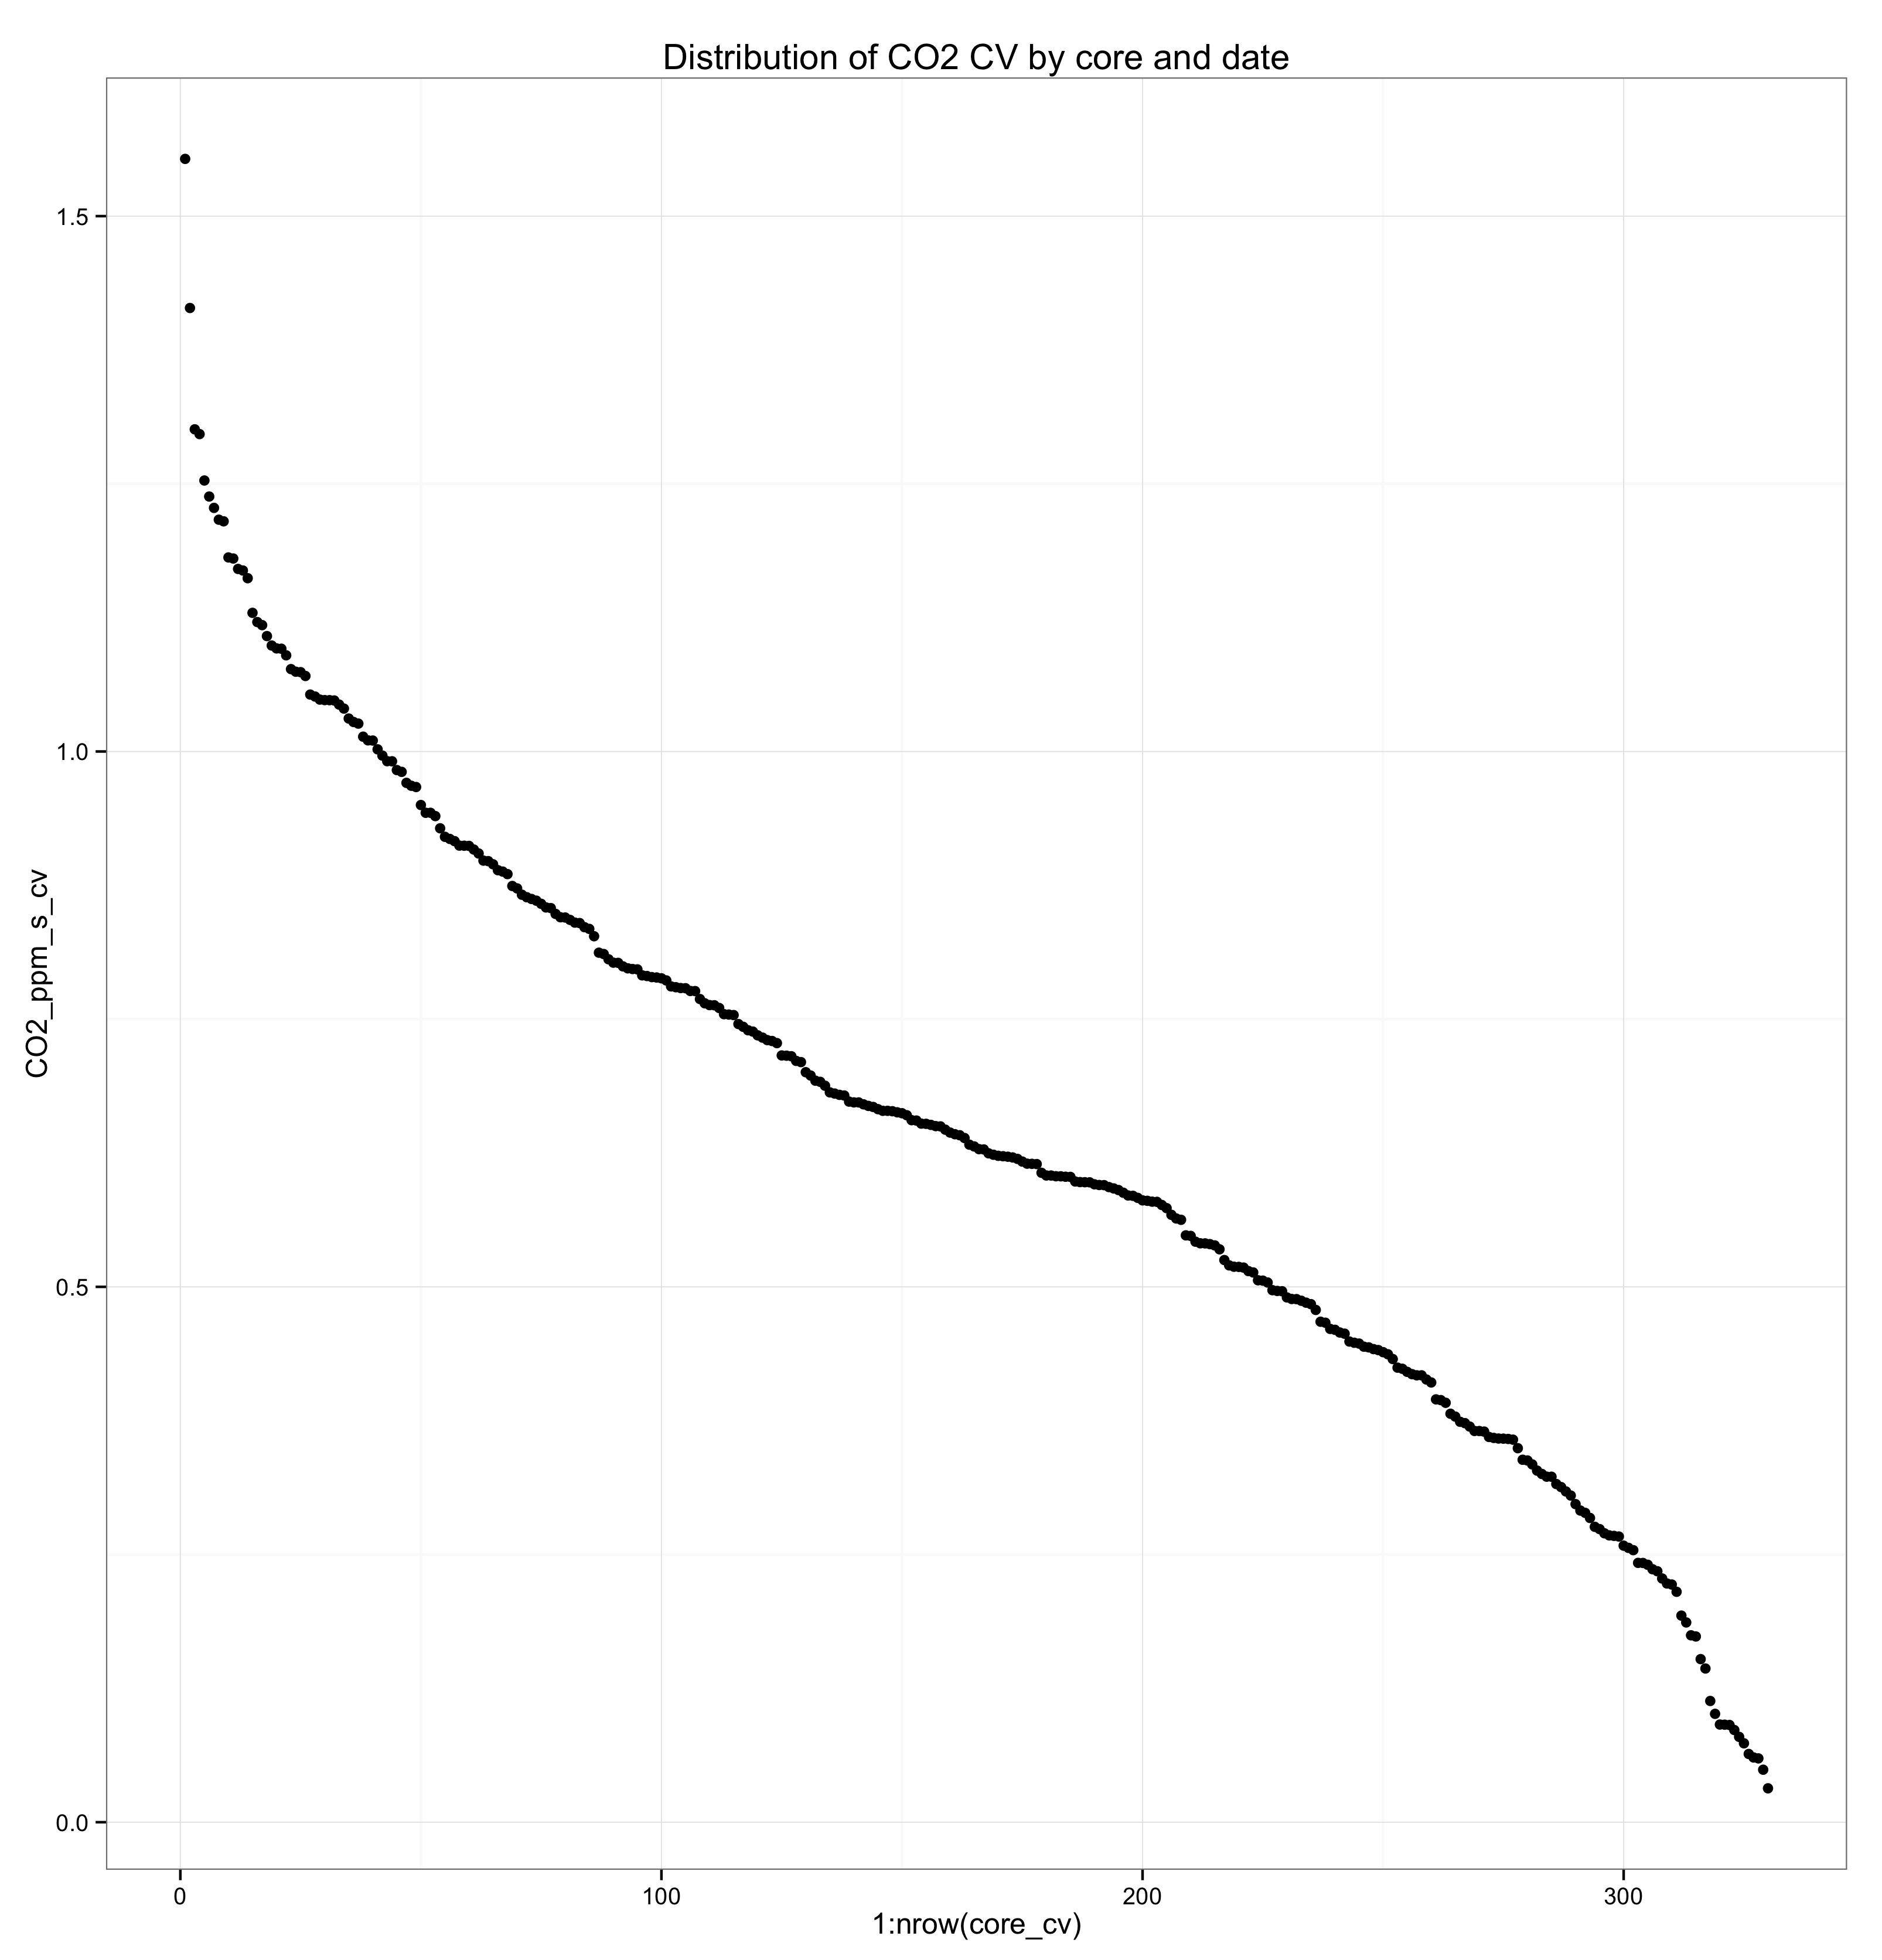 Distribution of CO2 CV by core and date
1.5
1.0
0.5
0.0
CO2_ppm_s_cv
0 100 200 300
1:nrow(core_cv)